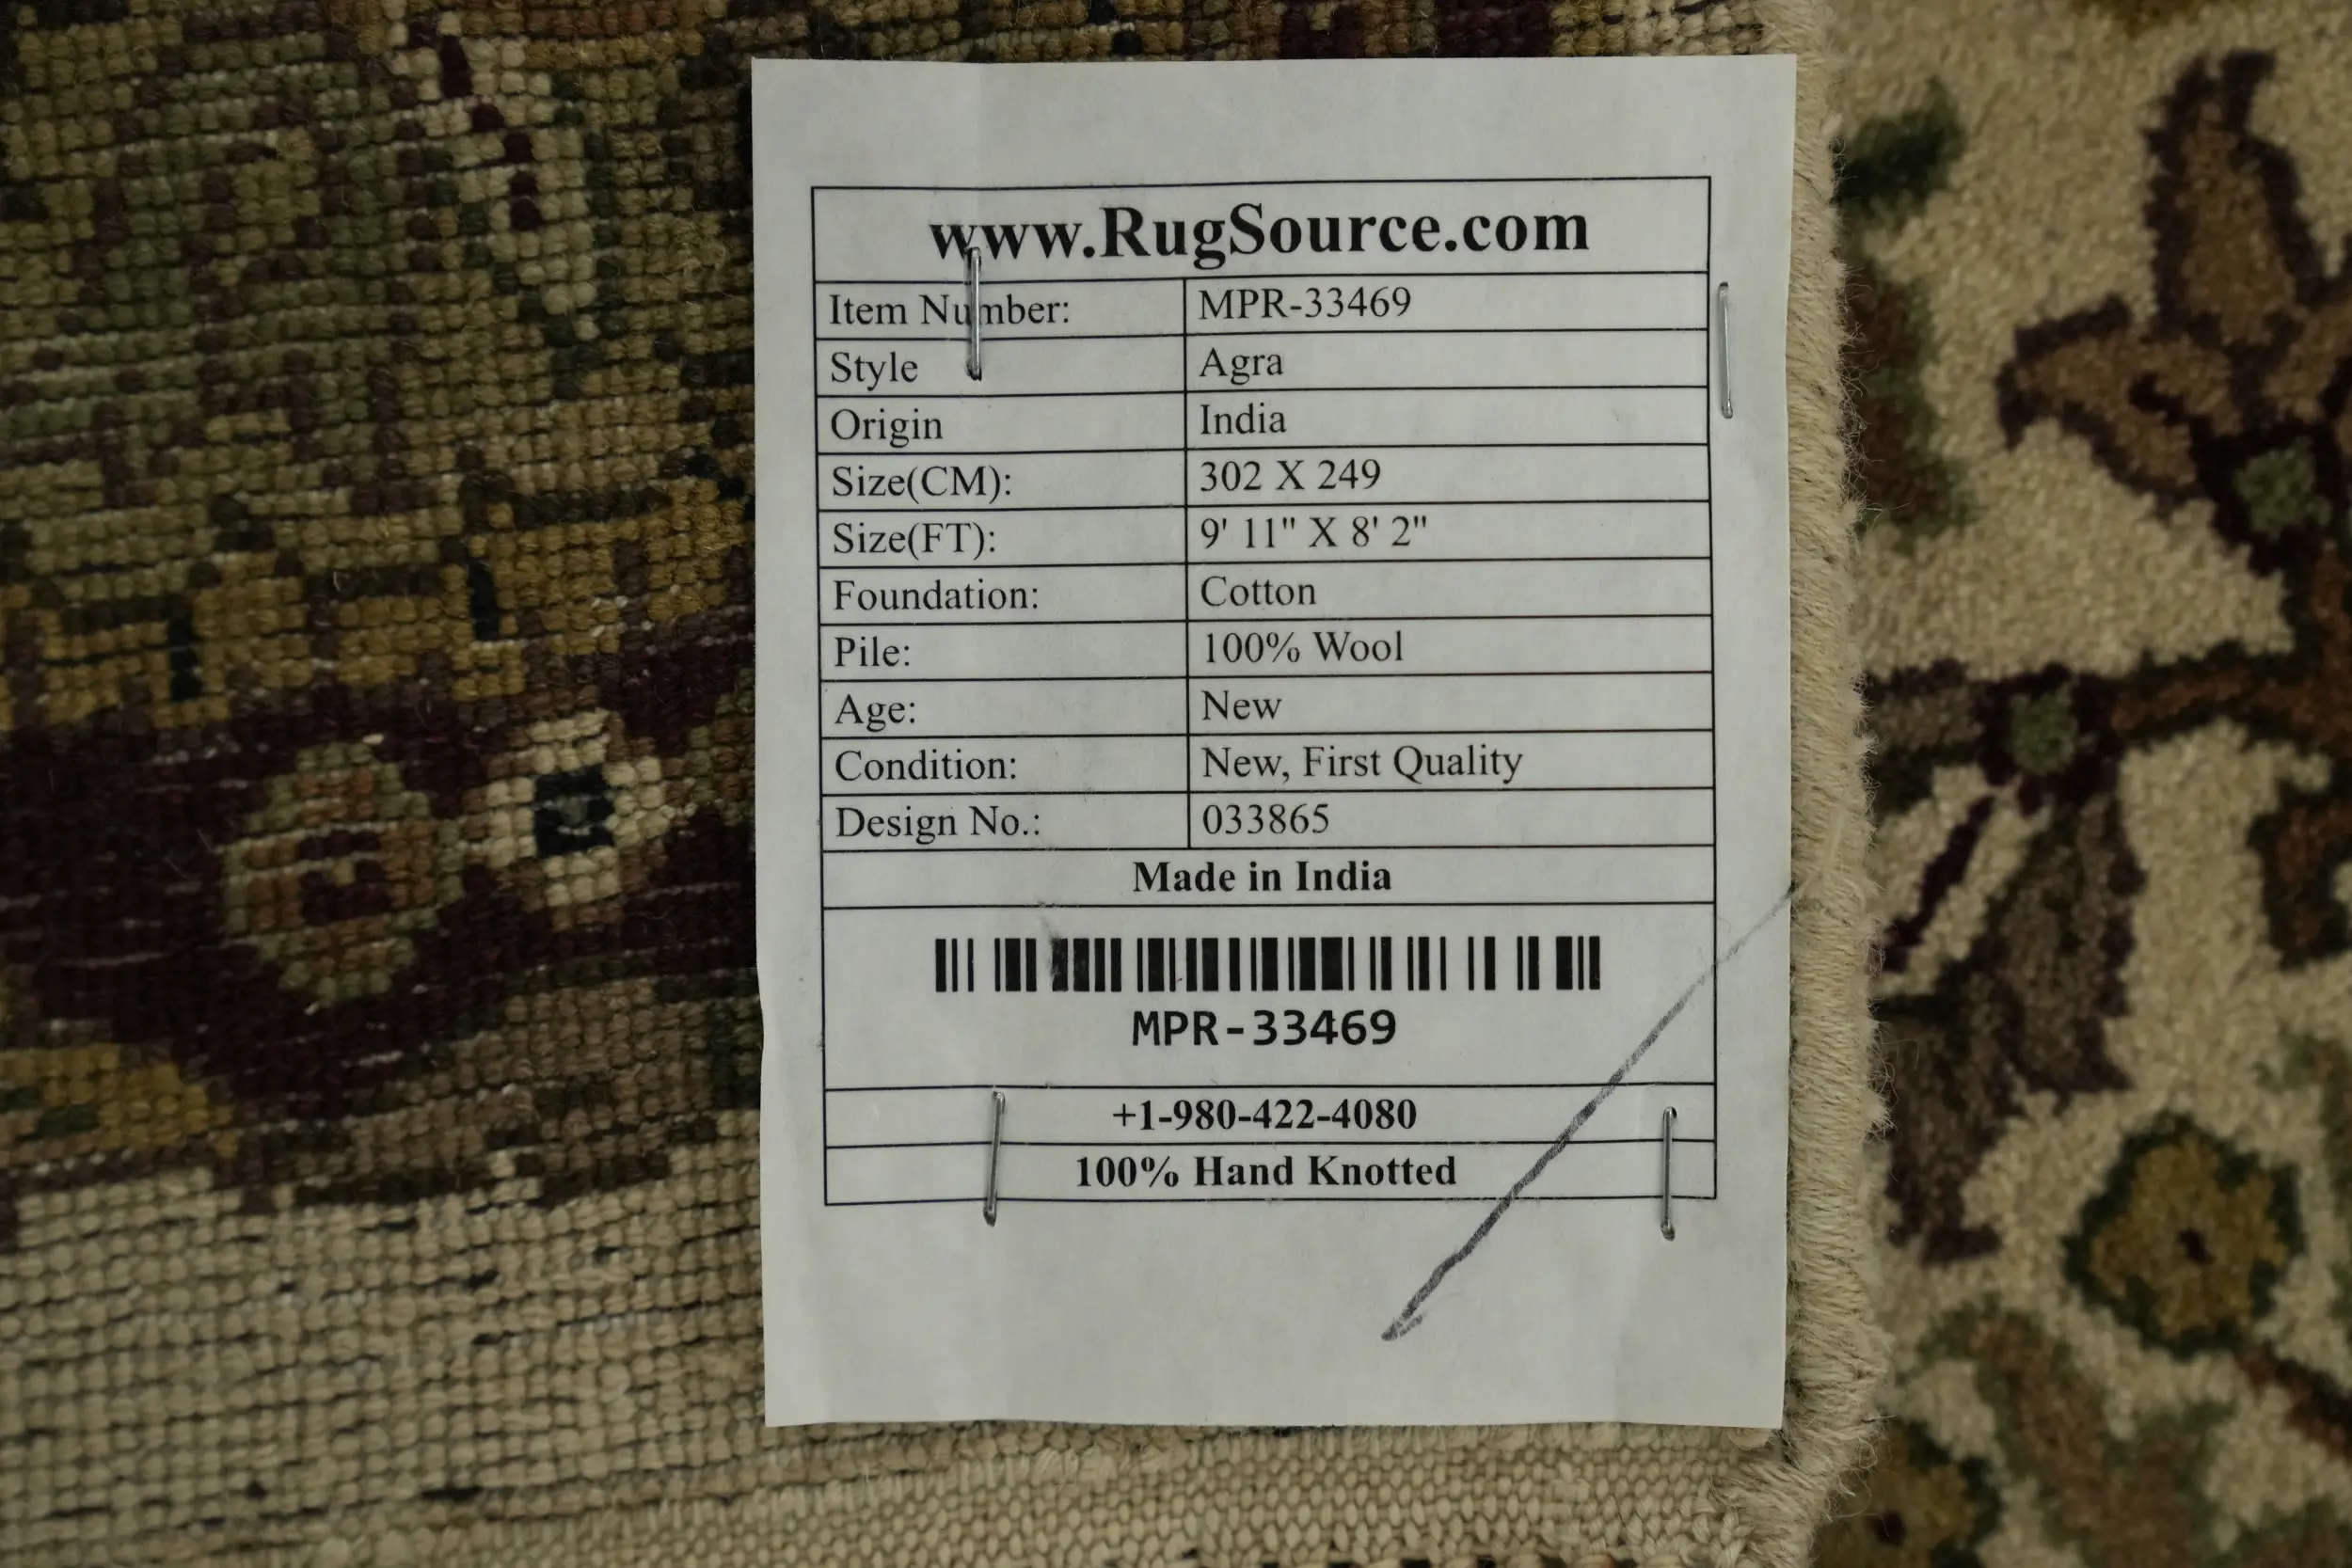 www.RugSource.com
Item Number: MPR-33469
Style Agra
Origin India
Size(CM): 302 X 249
Size(FT): 9' 11" X 8' 2"
Foundation: Cotton
Pile: 100% Wool
Age: New
Condition: New, First Quality
Design No.: 033865
Made in India
MPR-33469
+1-980-422-4080
100% Hand Knotted